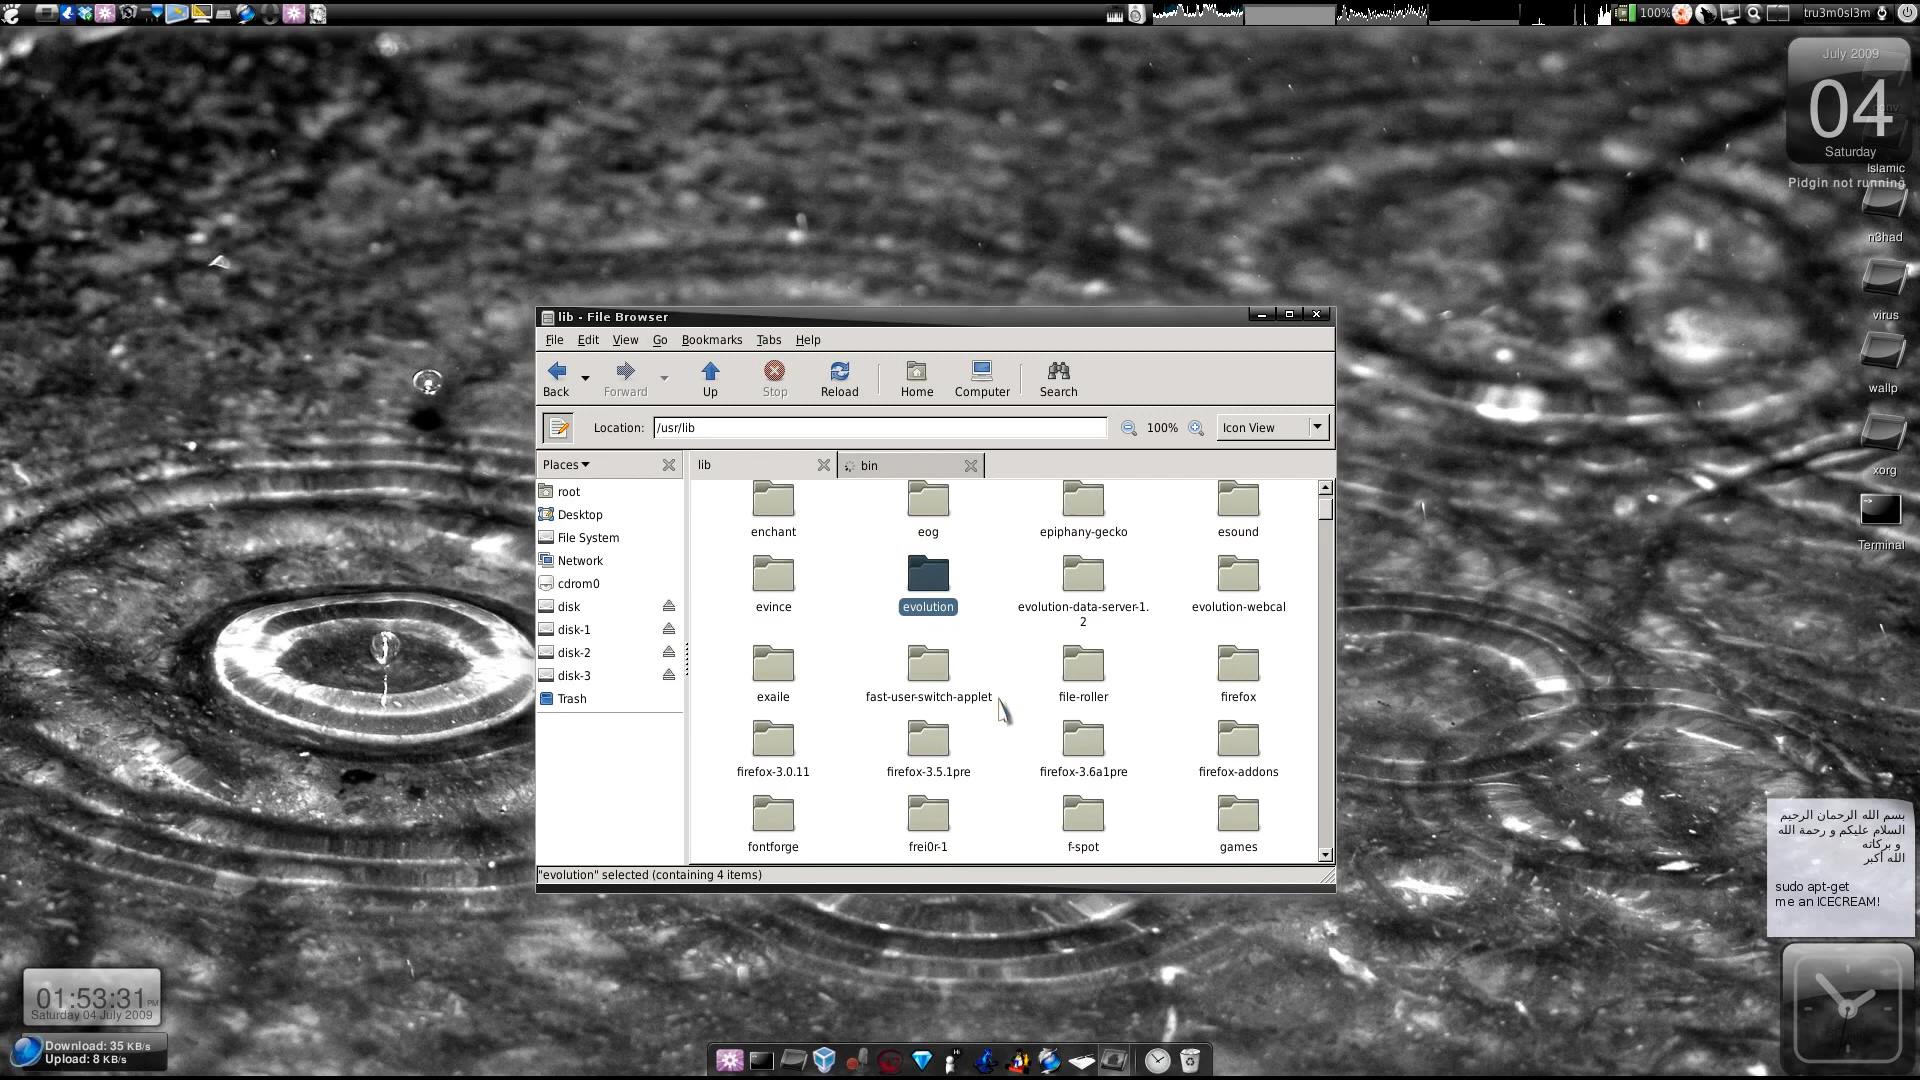 100%
tru3m0sl3m
July 2009
04
Saturday
Islamic
Pidgin not running
n3had
virus
wallp
xorg
Terminal
lib - File Browser
File Edit View Go Bookmarks Tabs Help
Back Forward Up Stop Reload Home Computer Search
Location: /usr/lib 100% Icon View
Places lib bin
root
Desktop
File System
Network
cdrom0
disk
disk-1
disk-2
disk-3
Trash
enchant eog epiphany-gecko esound
evince evolution evolution-data-server-1.
2
evolution-webcal
exaile fast-user-switch-applet file-roller firefox
firefox-3.0.11 firefox-3.5.1pre firefox-3.6a1pre firefox-addons
fontforge frei0r-1 f-spot games
"evolution" selected (containing 4 items)
بسم الله الرحمان الرحيم
السلام عليكم و رحمة الله
و بركاته
الله أكبر
sudo apt-get
me an ICECREAM!
01:53:31 PM
Saturday 04 July 2009
Download: 35 KB/s
Upload: 8 KB/s